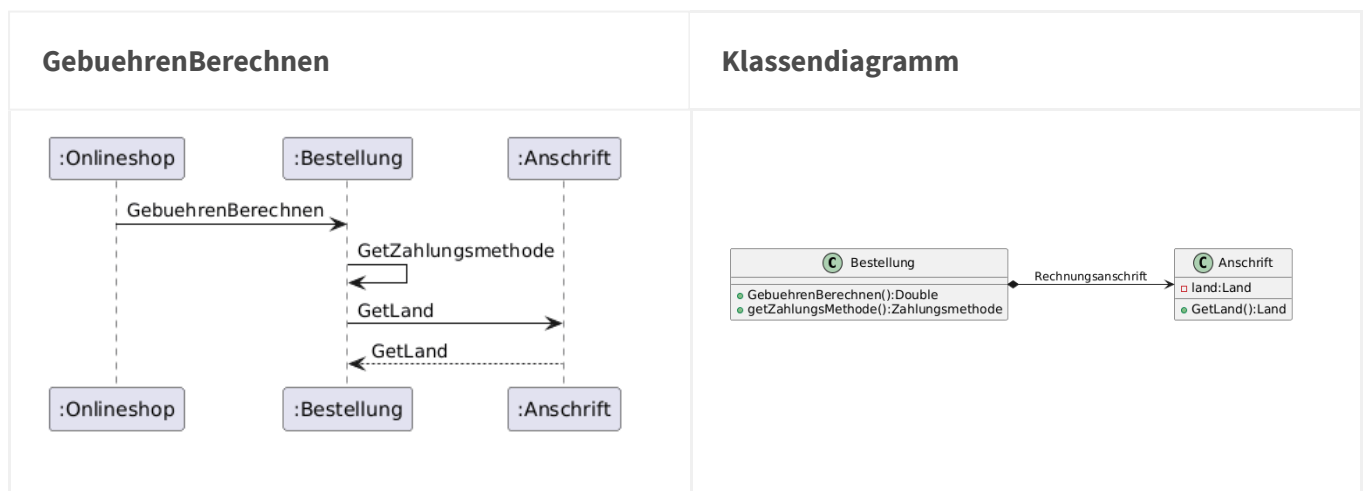 GebuehrenBerechnen
Klassendiagramm
:Onlineshop
:Bestellung
:Anschrift
GebuehrenBerechnen
GetZahlungsmethode
GetLand
GetLand
:Onlineshop
:Bestellung
:Anschrift
C Bestellung
GebuehrenBerechnen():Double
getZahlungsMethode():Zahlungsmethode
Rechnungsanschrift
C Anschrift
land:Land
GetLand():Land